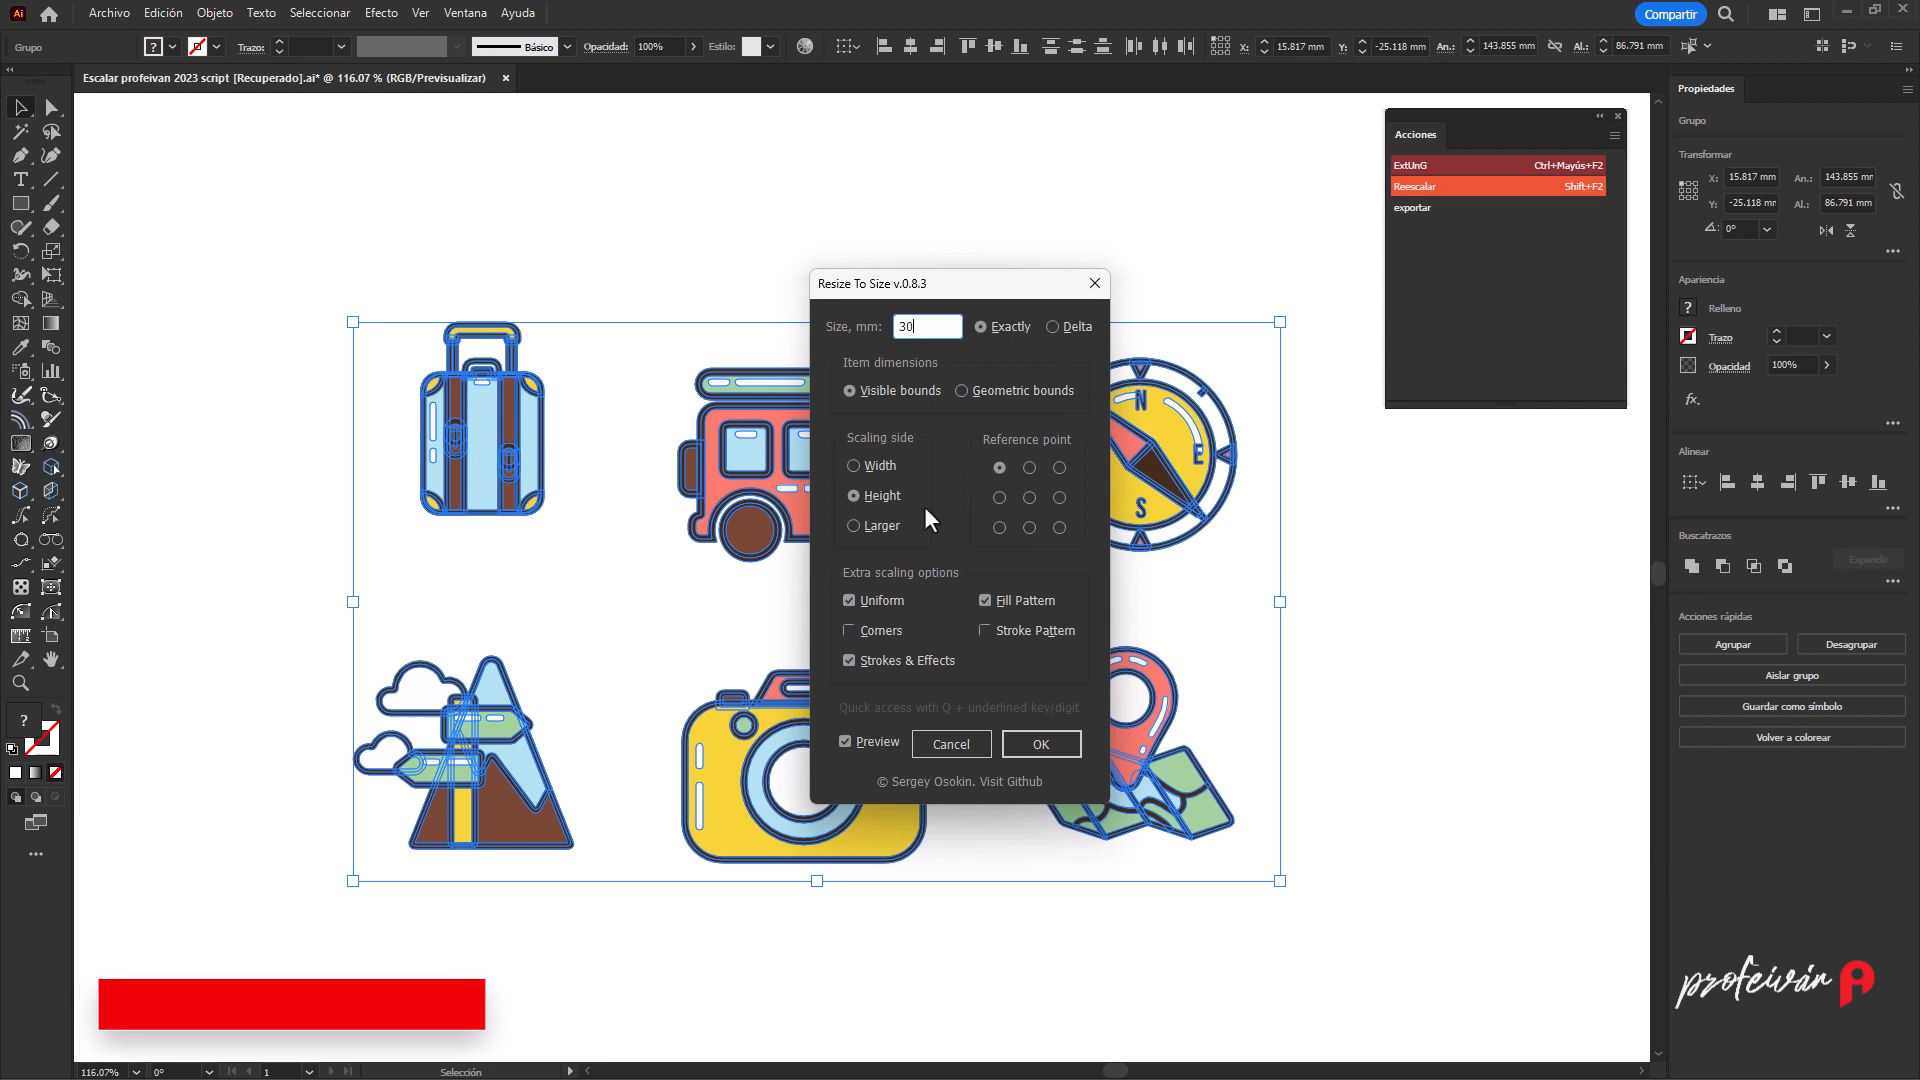 Ai Archivo Edición Objeto Texto Seleccionar Efecto Ver Ventana Ayuda Compartir
Grupo ? Trazo: Básico Opacidad: 100% Estilo: X: 15.817 mm Y: -25.118 mm An.: 143.855 mm Al.: 86.791 mm
Escalar profeivan 2023 script [Recuperado].ai* @ 116.07 % (RGB/Previsualizar)
Acciones
ExtUnG Ctrl+Mayús+F2
Reescalar Shift+F2
exportar
Resize To Size v.0.8.3
Size, mm: 30 Exactly Delta
Item dimensions
Visible bounds Geometric bounds
Scaling side
Width
Height
Larger
Reference point
Extra scaling options
Uniform Fill Pattern
Corners Stroke Pattern
Strokes & Effects
Quick access with Q + underlined key/digit
Preview Cancel OK
© Sergey Osokin. Visit Github
N
E
S
Propiedades
Grupo
Transformar
X: 15.817 mm An.: 143.855 mm
Y: -25.118 mm Al.: 86.791 mm
0°
Apariencia
? Relleno
Trazo
Opacidad 100%
fx.
Alinear
Buscatrazos
Expandir
Acciones rápidas
Agrupar Desagrupar
Aislar grupo
Guardar como símbolo
Volver a colorear
profeiván
?
116.07% 0° 1 Selección